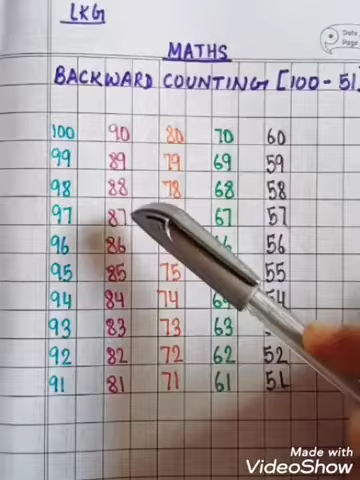 LKG
Date
Page
MATHS
BACKWARD COUNTING [100 - 51]
100 90 80 70 60
99 89 79 69 59
98 88 78 68 58
97 87 67 57
96 86 56
95 85 75 55
94 84 74
93 83 73 63
92 82 72 62 52
91 81 71 61 51
Made with
VideoShow